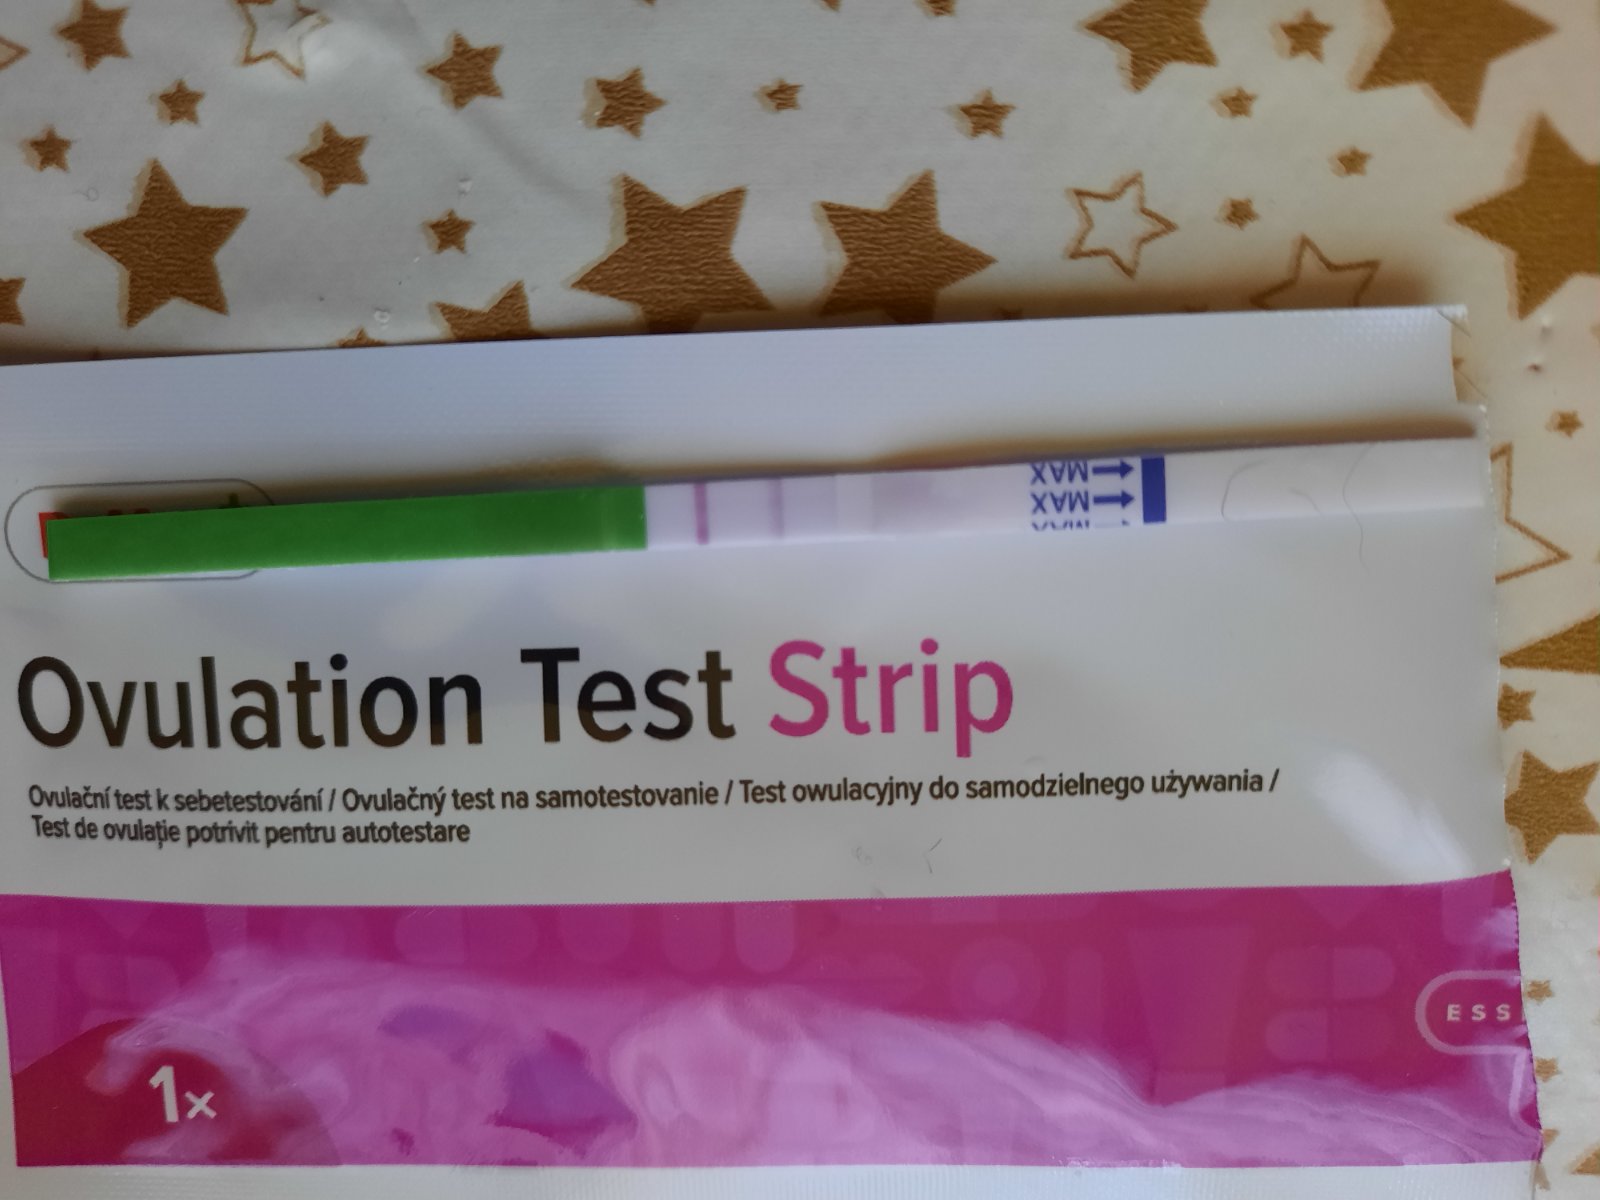 MAX
MAX
Ovulation Test Strip
Ovulační test k sebetestování / Ovulačný test na samotestovanie / Test owulacyjny do samodzielnego używania /
Test de ovulație potrivit pentru autotestare
1x
ESS